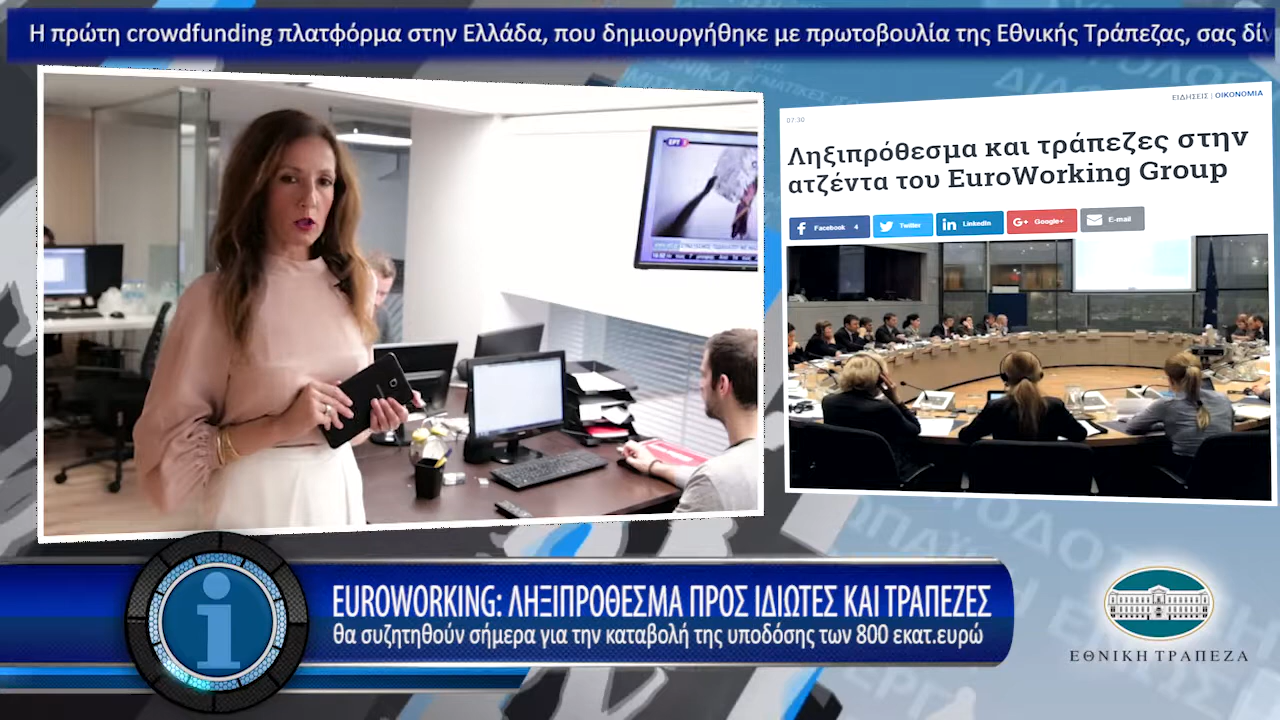 Η πρώτη crowdfunding πλατφόρμα στην Ελλάδα, που δημιουργήθηκε με πρωτοβουλία της Εθνικής Τράπεζας, σας δίν
ΕΙΔΗΣΕΙΣ | ΟΙΚΟΝΟΜΙΑ
07:30
Ληξιπρόθεσμα και τράπεζες στην
ατζέντα του EuroWorking Group
Facebook 4
Twitter
LinkedIn
G+ Google+
E-mail
ΕΡΤ
EUROWORKING: ΛΗΞΙΠΡΟΘΕΣΜΑ ΠΡΟΣ ΙΔΙΩΤΕΣ ΚΑΙ ΤΡΑΠΕΖΕΣ
θα συζητηθούν σήμερα για την καταβολή της υποδόσης των 800 εκατ.ευρώ
ΕΘΝΙΚΗ ΤΡΑΠΕΖΑ